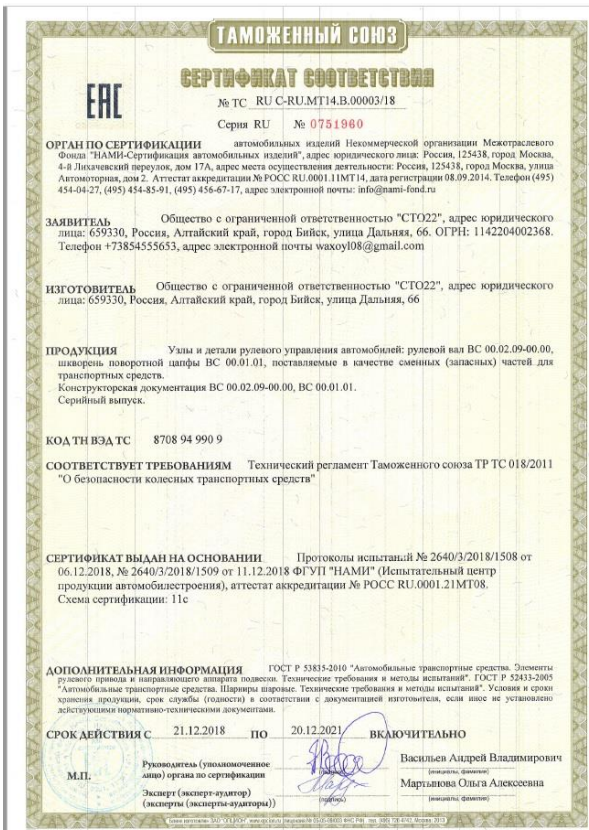 ТАМОЖЕННЫЙ СОЮЗ
СЕРТИФИКАТ СООТВЕТСТВИЯ
ЕАС
№ ТС RU C-RU.МТ14.В.00003/18
Серия RU № 0751960
ОРГАН ПО СЕРТИФИКАЦИИ автомобильных изделий Некоммерческой организации Межотраслевого
Фонда "НАМИ-Сертификация автомобильных изделий", адрес юридического лица: Россия, 125438, город Москва,
4-й Лихачевский переулок, дом 17А, адрес места осуществления деятельности: Россия, 125438, город Москва, улица
Автомоторная, дом 2. Аттестат аккредитации № РОСС RU.0001.11МТ14, дата регистрации 08.09.2014. Телефон (495)
454-04-27, (495) 454-85-91, (495) 456-67-17, адрес электронной почты: info@nami-fond.ru
ЗАЯВИТЕЛЬ Общество с ограниченной ответственностью "СТО22", адрес юридического
лица: 659330, Россия, Алтайский край, город Бийск, улица Дальняя, 66. ОГРН: 1142204002368.
Телефон +73854555653, адрес электронной почты waxoyl08@gmail.com
ИЗГОТОВИТЕЛЬ Общество с ограниченной ответственностью "СТО22", адрес юридического
лица: 659330, Россия, Алтайский край, город Бийск, улица Дальняя, 66
ПРОДУКЦИЯ Узлы и детали рулевого управления автомобилей: рулевой вал ВС 00.02.09-00.00,
шкворень поворотной цапфы ВС 00.01.01, поставляемые в качестве сменных (запасных) частей для
транспортных средств.
Конструкторская документация ВС 00.02.09-00.00, ВС 00.01.01.
Серийный выпуск.
КОД ТН ВЭД ТС 8708 94 990 9
СООТВЕТСТВУЕТ ТРЕБОВАНИЯМ Технический регламент Таможенного союза ТР ТС 018/2011
"О безопасности колесных транспортных средств"
СЕРТИФИКАТ ВЫДАН НА ОСНОВАНИИ Протоколы испытаний № 2640/3/2018/1508 от
06.12.2018, № 2640/3/2018/1509 от 11.12.2018 ФГУП "НАМИ" (Испытательный центр
продукции автомобилестроения), аттестат аккредитации № РОСС RU.0001.21МТ08.
Схема сертификации: 11с
ДОПОЛНИТЕЛЬНАЯ ИНФОРМАЦИЯ ГОСТ Р 53835-2010 "Автомобильные транспортные средства. Элементы
рулевого привода и направляющего аппарата подвески. Технические требования и методы испытаний". ГОСТ Р 52433-2005
"Автомобильные транспортные средства. Шарниры шаровые. Технические требования и методы испытаний". Условия и сроки
хранения продукции, срок службы (годности) в соответствии с документацией изготовителя, если иное не установлено
действующими нормативно-техническими документами.
СРОК ДЕЙСТВИЯ С 21.12.2018 ПО 20.12.2021 ВКЛЮЧИТЕЛЬНО
Руководитель (уполномоченное
лицо) органа по сертификации
Васильев Андрей Владимирович
(инициалы, фамилия)
М.П.
Эксперт (эксперт-аудитор)
(эксперты (эксперты-аудиторы))
(подпись)
Мартынова Ольга Алексеевна
(инициалы, фамилия)